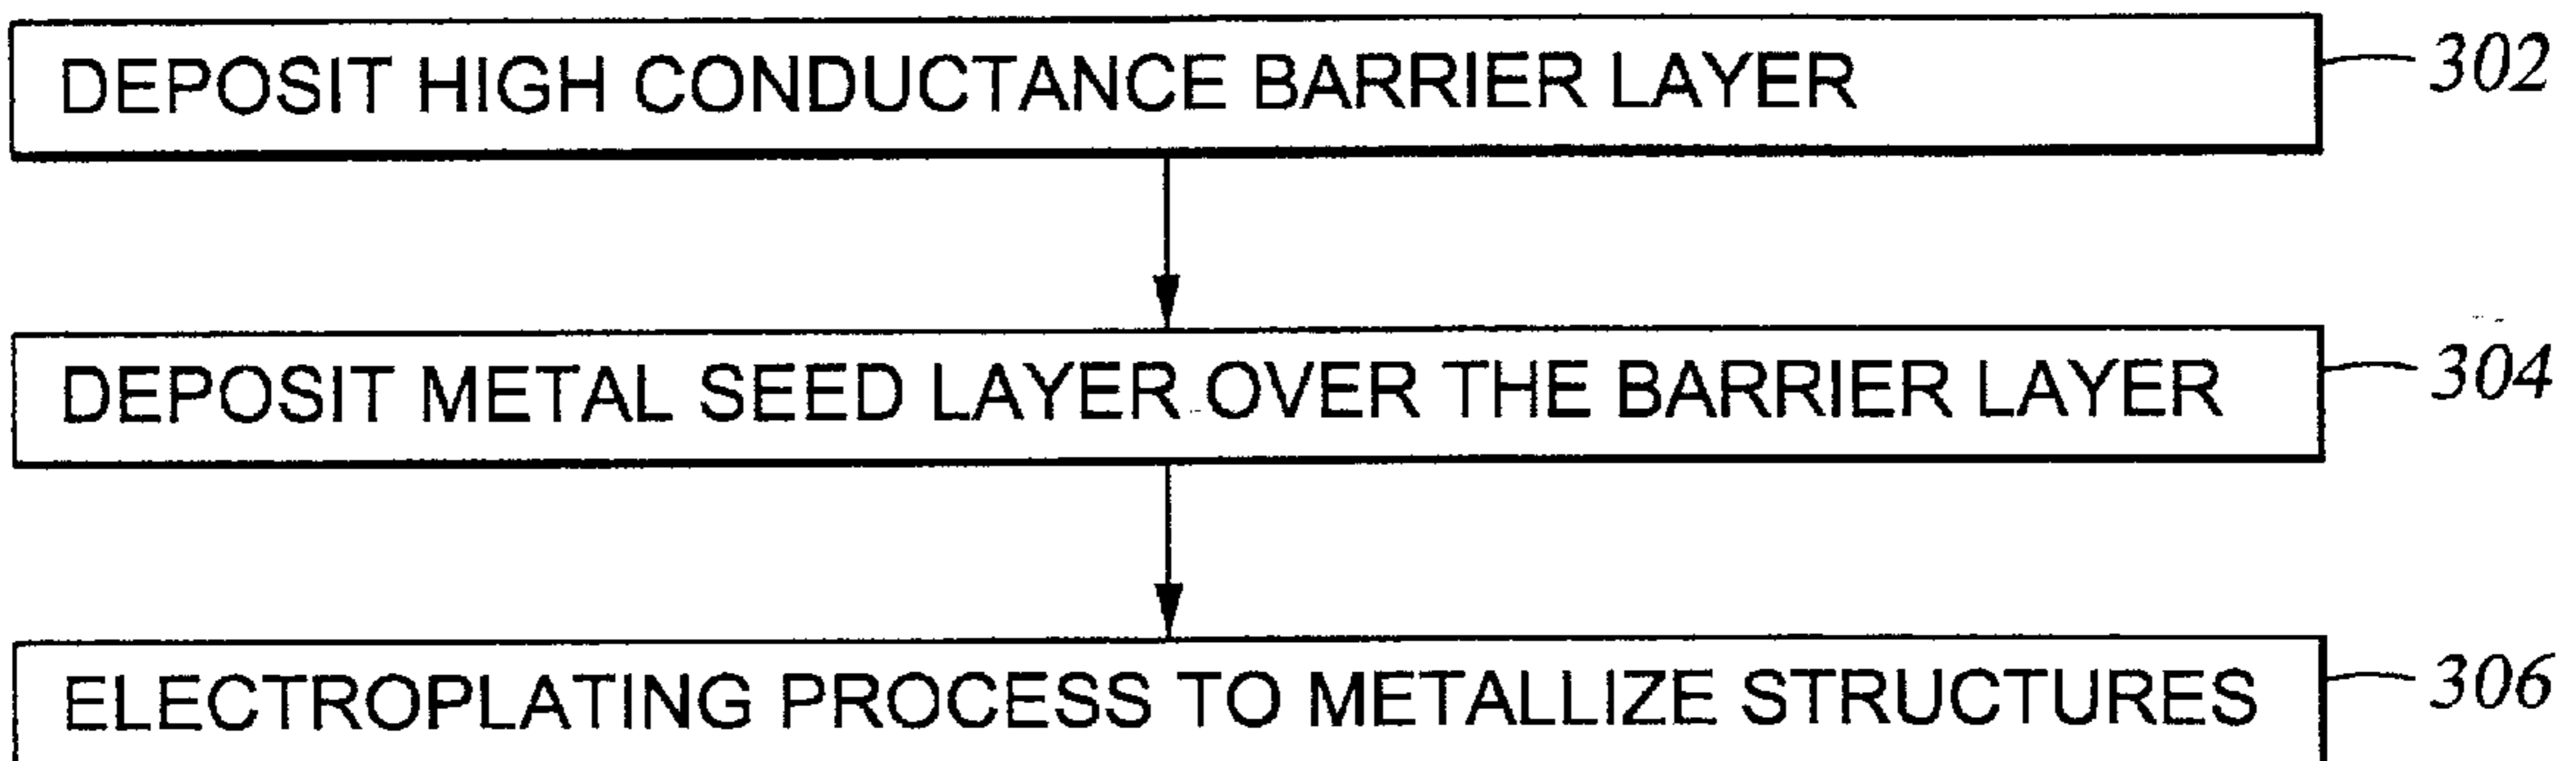 DEPOSIT HIGH CONDUCTANCE BARRIER LAYER 302
DEPOSIT METAL SEED LAYER OVER THE BARRIER LAYER 304
ELECTROPLATING PROCESS TO METALLIZE STRUCTURES 306